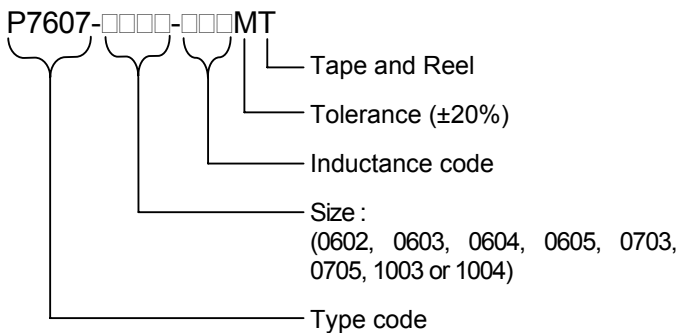 P7607-□□□□-□□□MT
Tape and Reel
Tolerance (±20%)
Inductance code
Size :
(0602, 0603, 0604, 0605, 0703,
0705, 1003 or 1004)
Type code